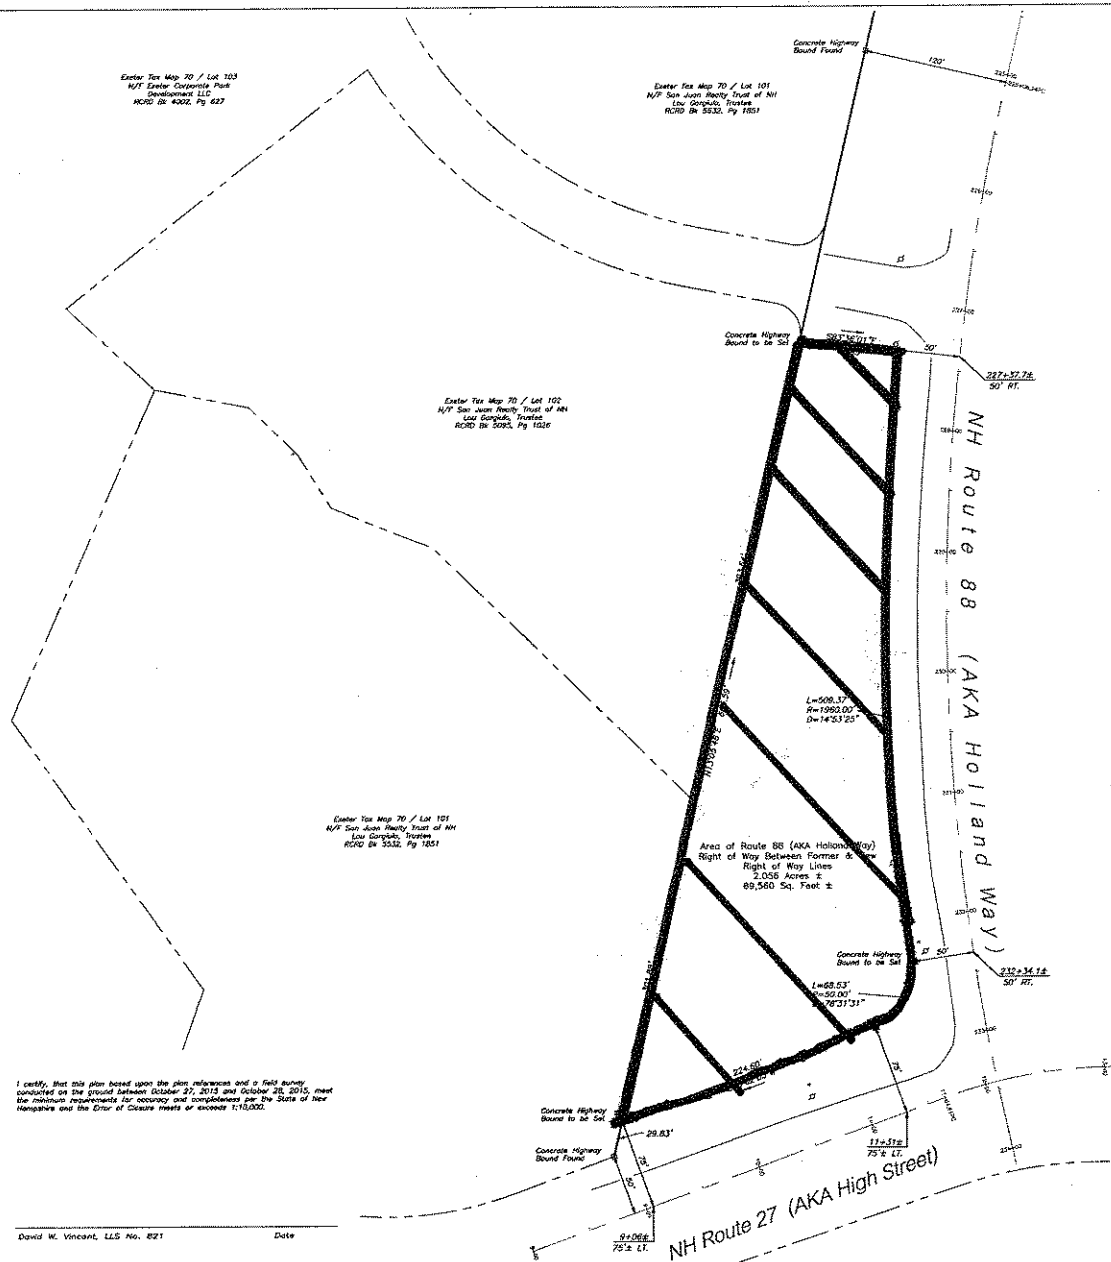 Concrete Highway
Bound Found
120'
Exeter Tax Map 70 / Lot 103
N/F Exeter Corporate Park
Development LLC
RCRD Bk 4002, Pg 627
Exeter Tax Map 70 / Lot 101
N/F San Juan Realty Trust of NH
Lou Gargiulo, Trustee
RCRD Bk 5532, Pg 1851
Concrete Highway
Bound to be Set
50'
227+37.7±
50' RT.
Exeter Tax Map 70 / Lot 102
N/F San Juan Realty Trust of NH
Lou Gargiulo, Trustee
RCRD Bk 5095, Pg 1026
NH Route 88 (AKA Holland Way)
L=509.37'
R=1960.00'
D=14°53'25"
Exeter Tax Map 70 / Lot 101
N/F San Juan Realty Trust of NH
Lou Gargiulo, Trustee
RCRD Bk 5532, Pg 1851
Area of Route 88 (AKA Holland Way)
Right of Way Between Former &
Right of Way Lines
2.056 Acres ±
89,560 Sq. Feet ±
Concrete Highway
Bound to be Set
50'
232+34.1±
50' RT.
L=68.53'
R=50.00'
78°31'31"
224.60'
75'
I certify, that this plan based upon the plan references and a field survey
conducted on the ground between October 27, 2015 and October 28, 2015, meet
the minimum requirements for accuracy and completeness per the State of New
Hampshire and the Error of Closure meets or exceeds 1:10,000.
Concrete Highway
Bound to be Set
29.83'
Concrete Highway
Bound Found
75'
50'
11+31±
75'± LT.
9+06±
75'± LT.
NH Route 27 (AKA High Street)
David W. Vincent, LLS No. 821 Date